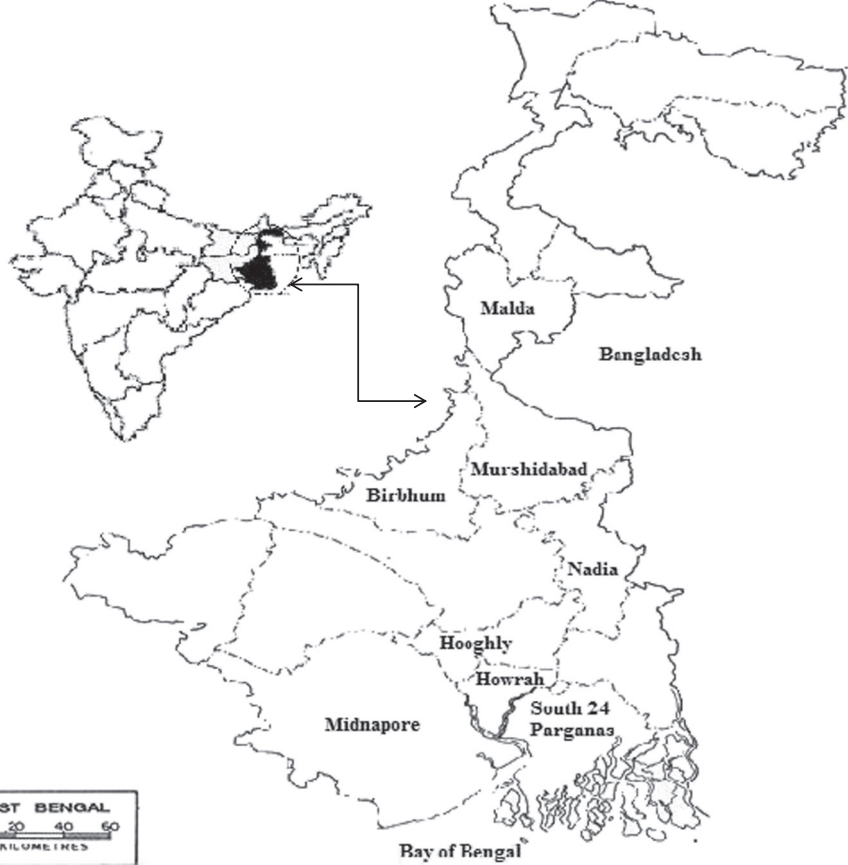 Malda
Bangladesh
Murshidabad
Birbhum
Nadia
Hooghly
Howrah
South 24
Parganas
Midnapore
ST BENGAL
20 40 60
KILOMETRES
Bay of Bengal